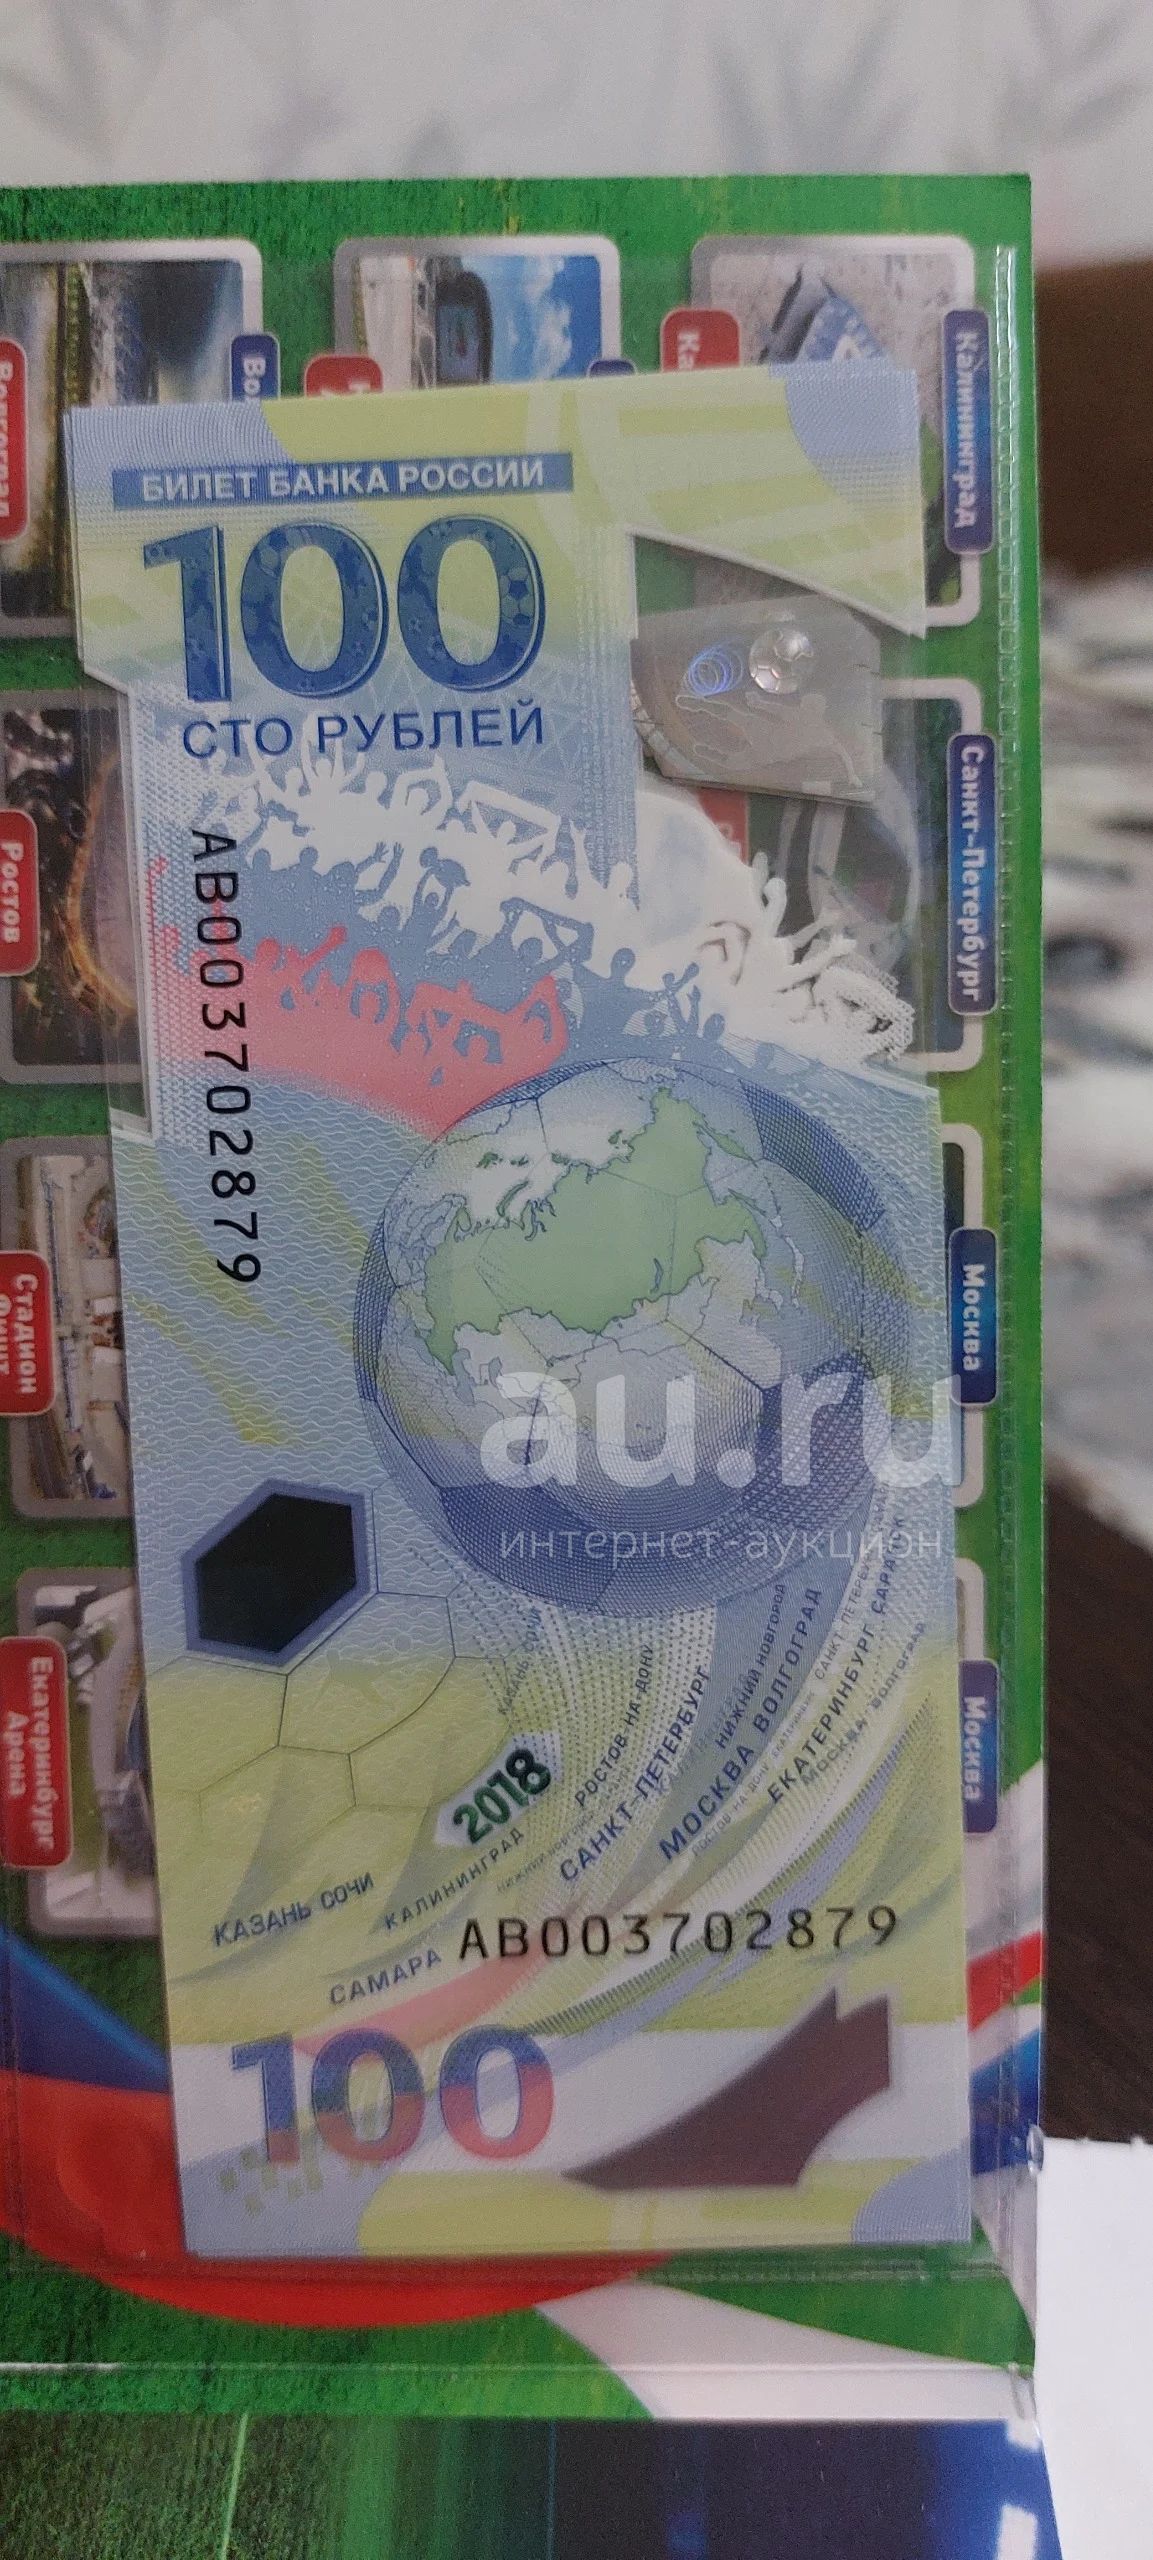 Калининград
Санкт-Петербург
Ростов
Москва
Стадион
Москва
Екатеринбург
Арена
БИЛЕТ БАНКА РОССИИ
100
СТО РУБЛЕЙ
АВ003702879
au.ru
интернет-аукцион
КАЗАНЬ СОЧИ
КАЛИНИНГРАД
2018
РОСТОВ-НА-ДОНУ
САНКТ-ПЕТЕРБУРГ
НИЖНИЙ НОВГОРОД
МОСКВА ВОЛГОГРАД
ЕКАТЕРИНБУРГ САРАНСК
МОСКВА ВОЛГОГРАД
САМАРА
АВ003702879
100